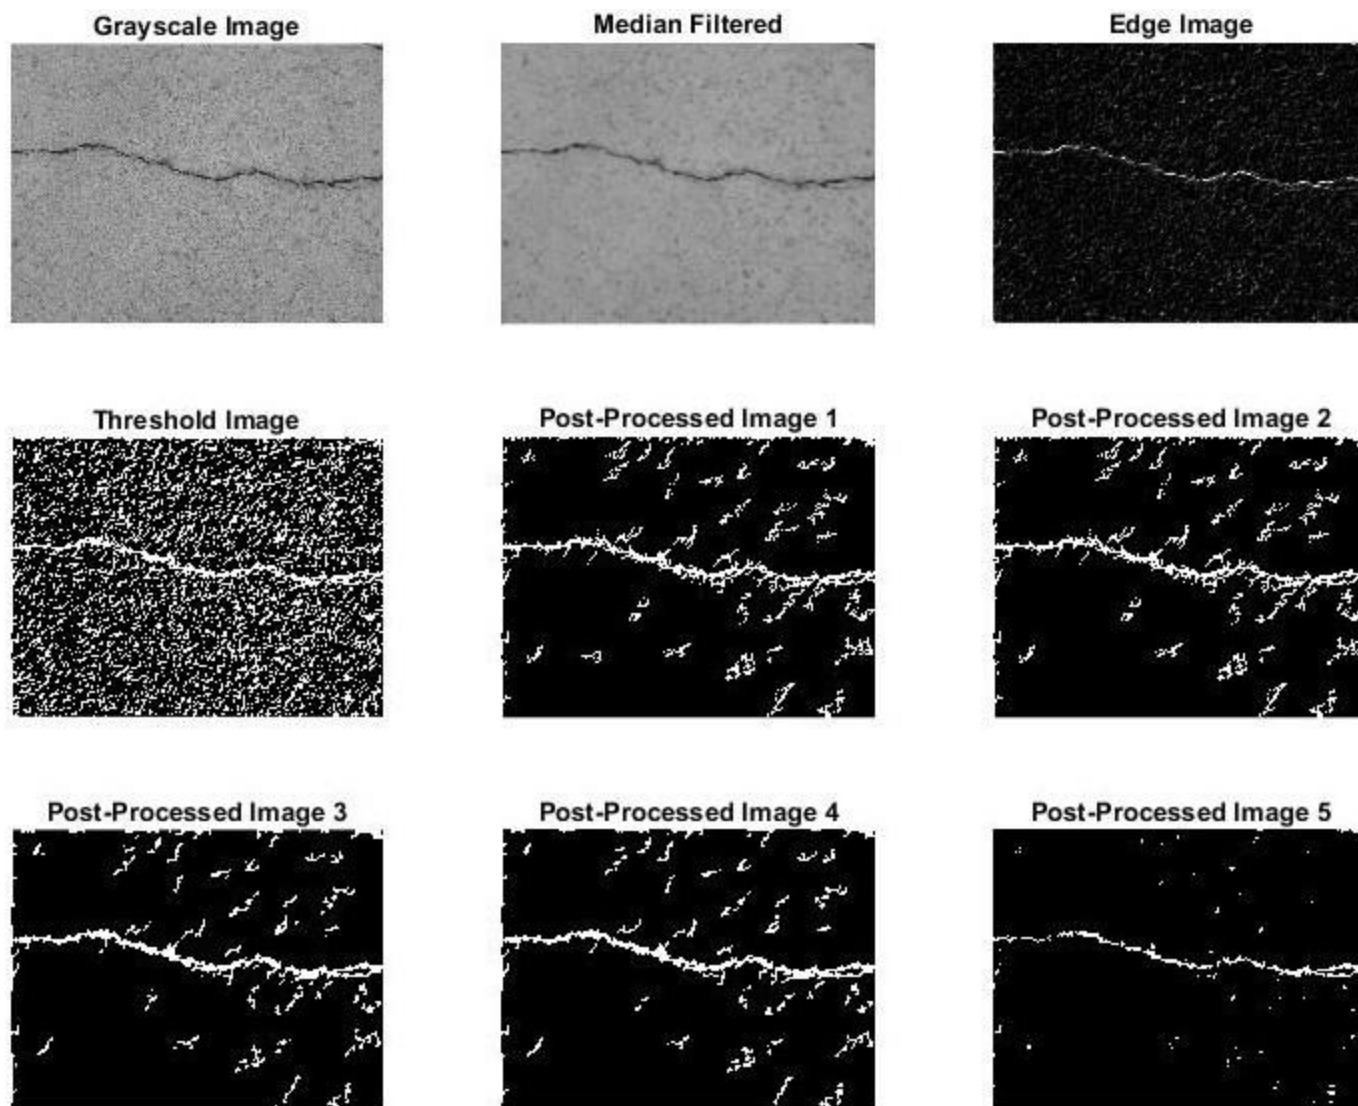 Grayscale Image
Median Filtered
Edge Image
Threshold Image
Post-Processed Image 1
Post-Processed Image 2
Post-Processed Image 3
Post-Processed Image 4
Post-Processed Image 5